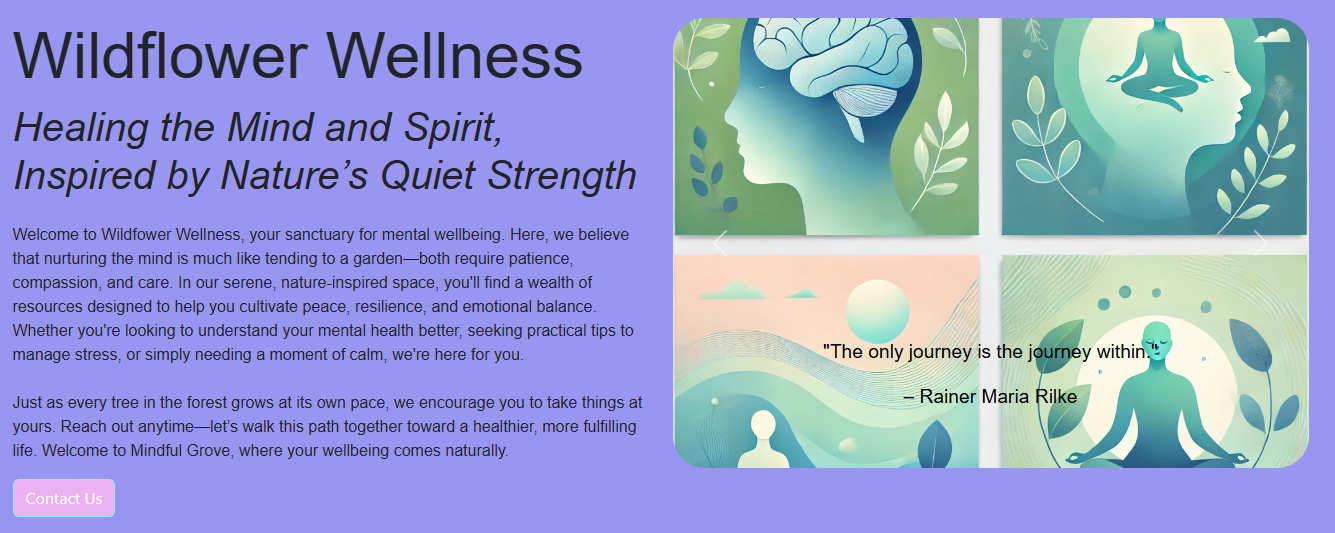 Wildflower Wellness
Healing the Mind and Spirit,
Inspired by Nature’s Quiet Strength
Welcome to Wildfower Wellness, your sanctuary for mental wellbeing. Here, we believe
that nurturing the mind is much like tending to a garden—both require patience,
compassion, and care. In our serene, nature-inspired space, you'll find a wealth of
resources designed to help you cultivate peace, resilience, and emotional balance.
Whether you're looking to understand your mental health better, seeking practical tips to
manage stress, or simply needing a moment of calm, we're here for you.
Just as every tree in the forest grows at its own pace, we encourage you to take things at
yours. Reach out anytime—let’s walk this path together toward a healthier, more fulfilling
life. Welcome to Mindful Grove, where your wellbeing comes naturally.
Contact Us
"The only journey is the journey within."
– Rainer Maria Rilke